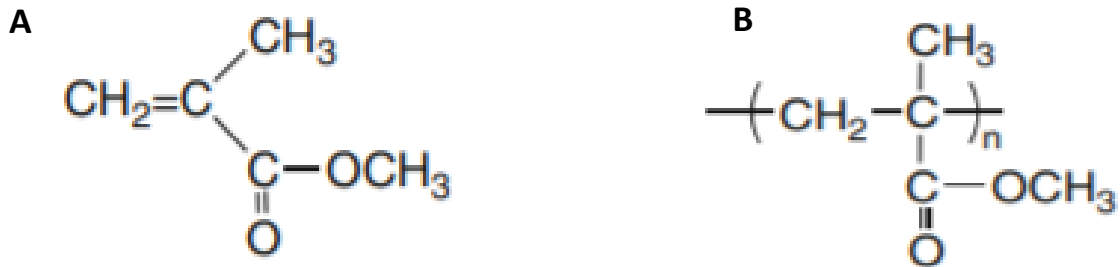 A
CH3
CH2=C
C—OCH3
O
B
CH3
—(CH2—C—)n
C—OCH3
O